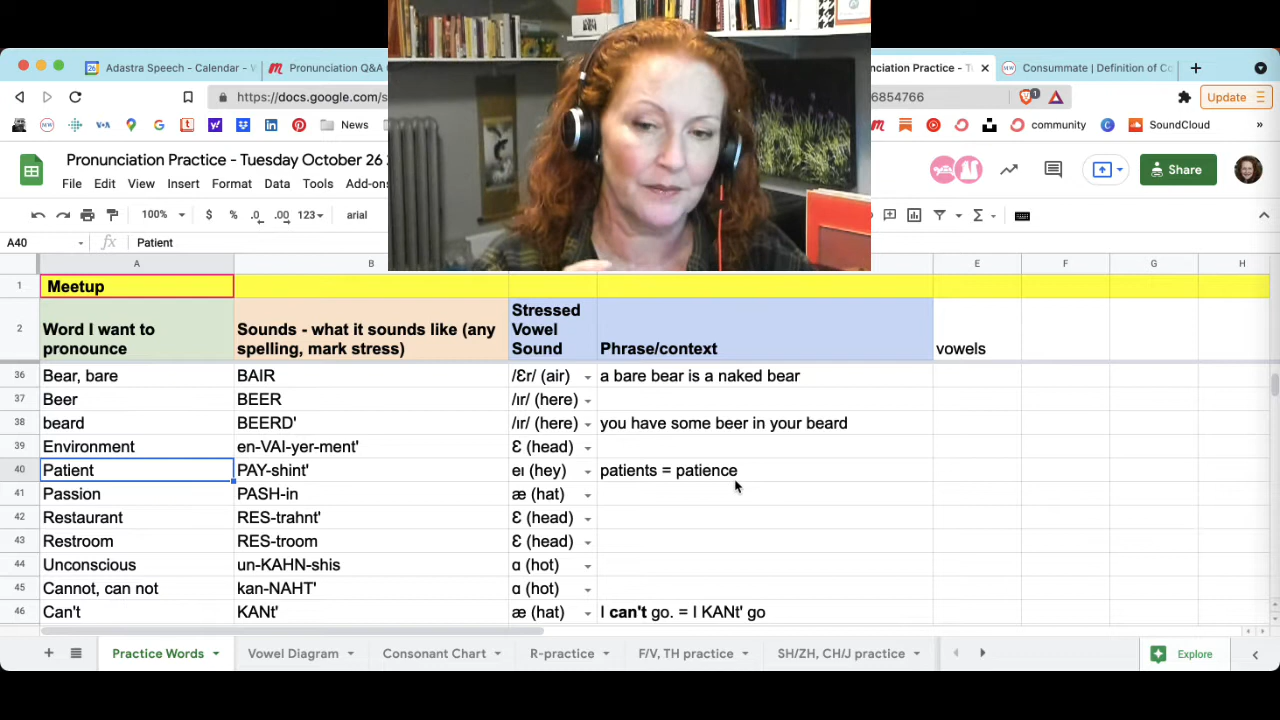 Adastra Speech - Calendar - W
Pronunciation Q&A
nciation Practice - T
Consummate | Definition of Co
https://docs.google.com/s
6854766
1
Update
News
community
SoundCloud
Pronunciation Practice - Tuesday October 26 2
File Edit View Insert Format Data Tools Add-ons
Share
100% $ % .0 .00 123 arial
A40 Patient
A B E F G H
1 Meetup
2 Word I want to pronounce Sounds - what it sounds like (any spelling, mark stress) Stressed Vowel Sound Phrase/context vowels
36 Bear, bare BAIR /Ɛr/ (air) a bare bear is a naked bear
37 Beer BEER /ɪr/ (here)
38 beard BEERD' /ɪr/ (here) you have some beer in your beard
39 Environment en-VAI-yer-ment' Ɛ (head)
40 Patient PAY-shint' eɪ (hey) patients = patience
41 Passion PASH-in æ (hat)
42 Restaurant RES-trahnt' Ɛ (head)
43 Restroom RES-troom Ɛ (head)
44 Unconscious un-KAHN-shis ɑ (hot)
45 Cannot, can not kan-NAHT' ɑ (hot)
46 Can't KANt' æ (hat) I can't go. = I KANt' go
Practice Words Vowel Diagram Consonant Chart R-practice F/V, TH practice SH/ZH, CH/J practice Explore